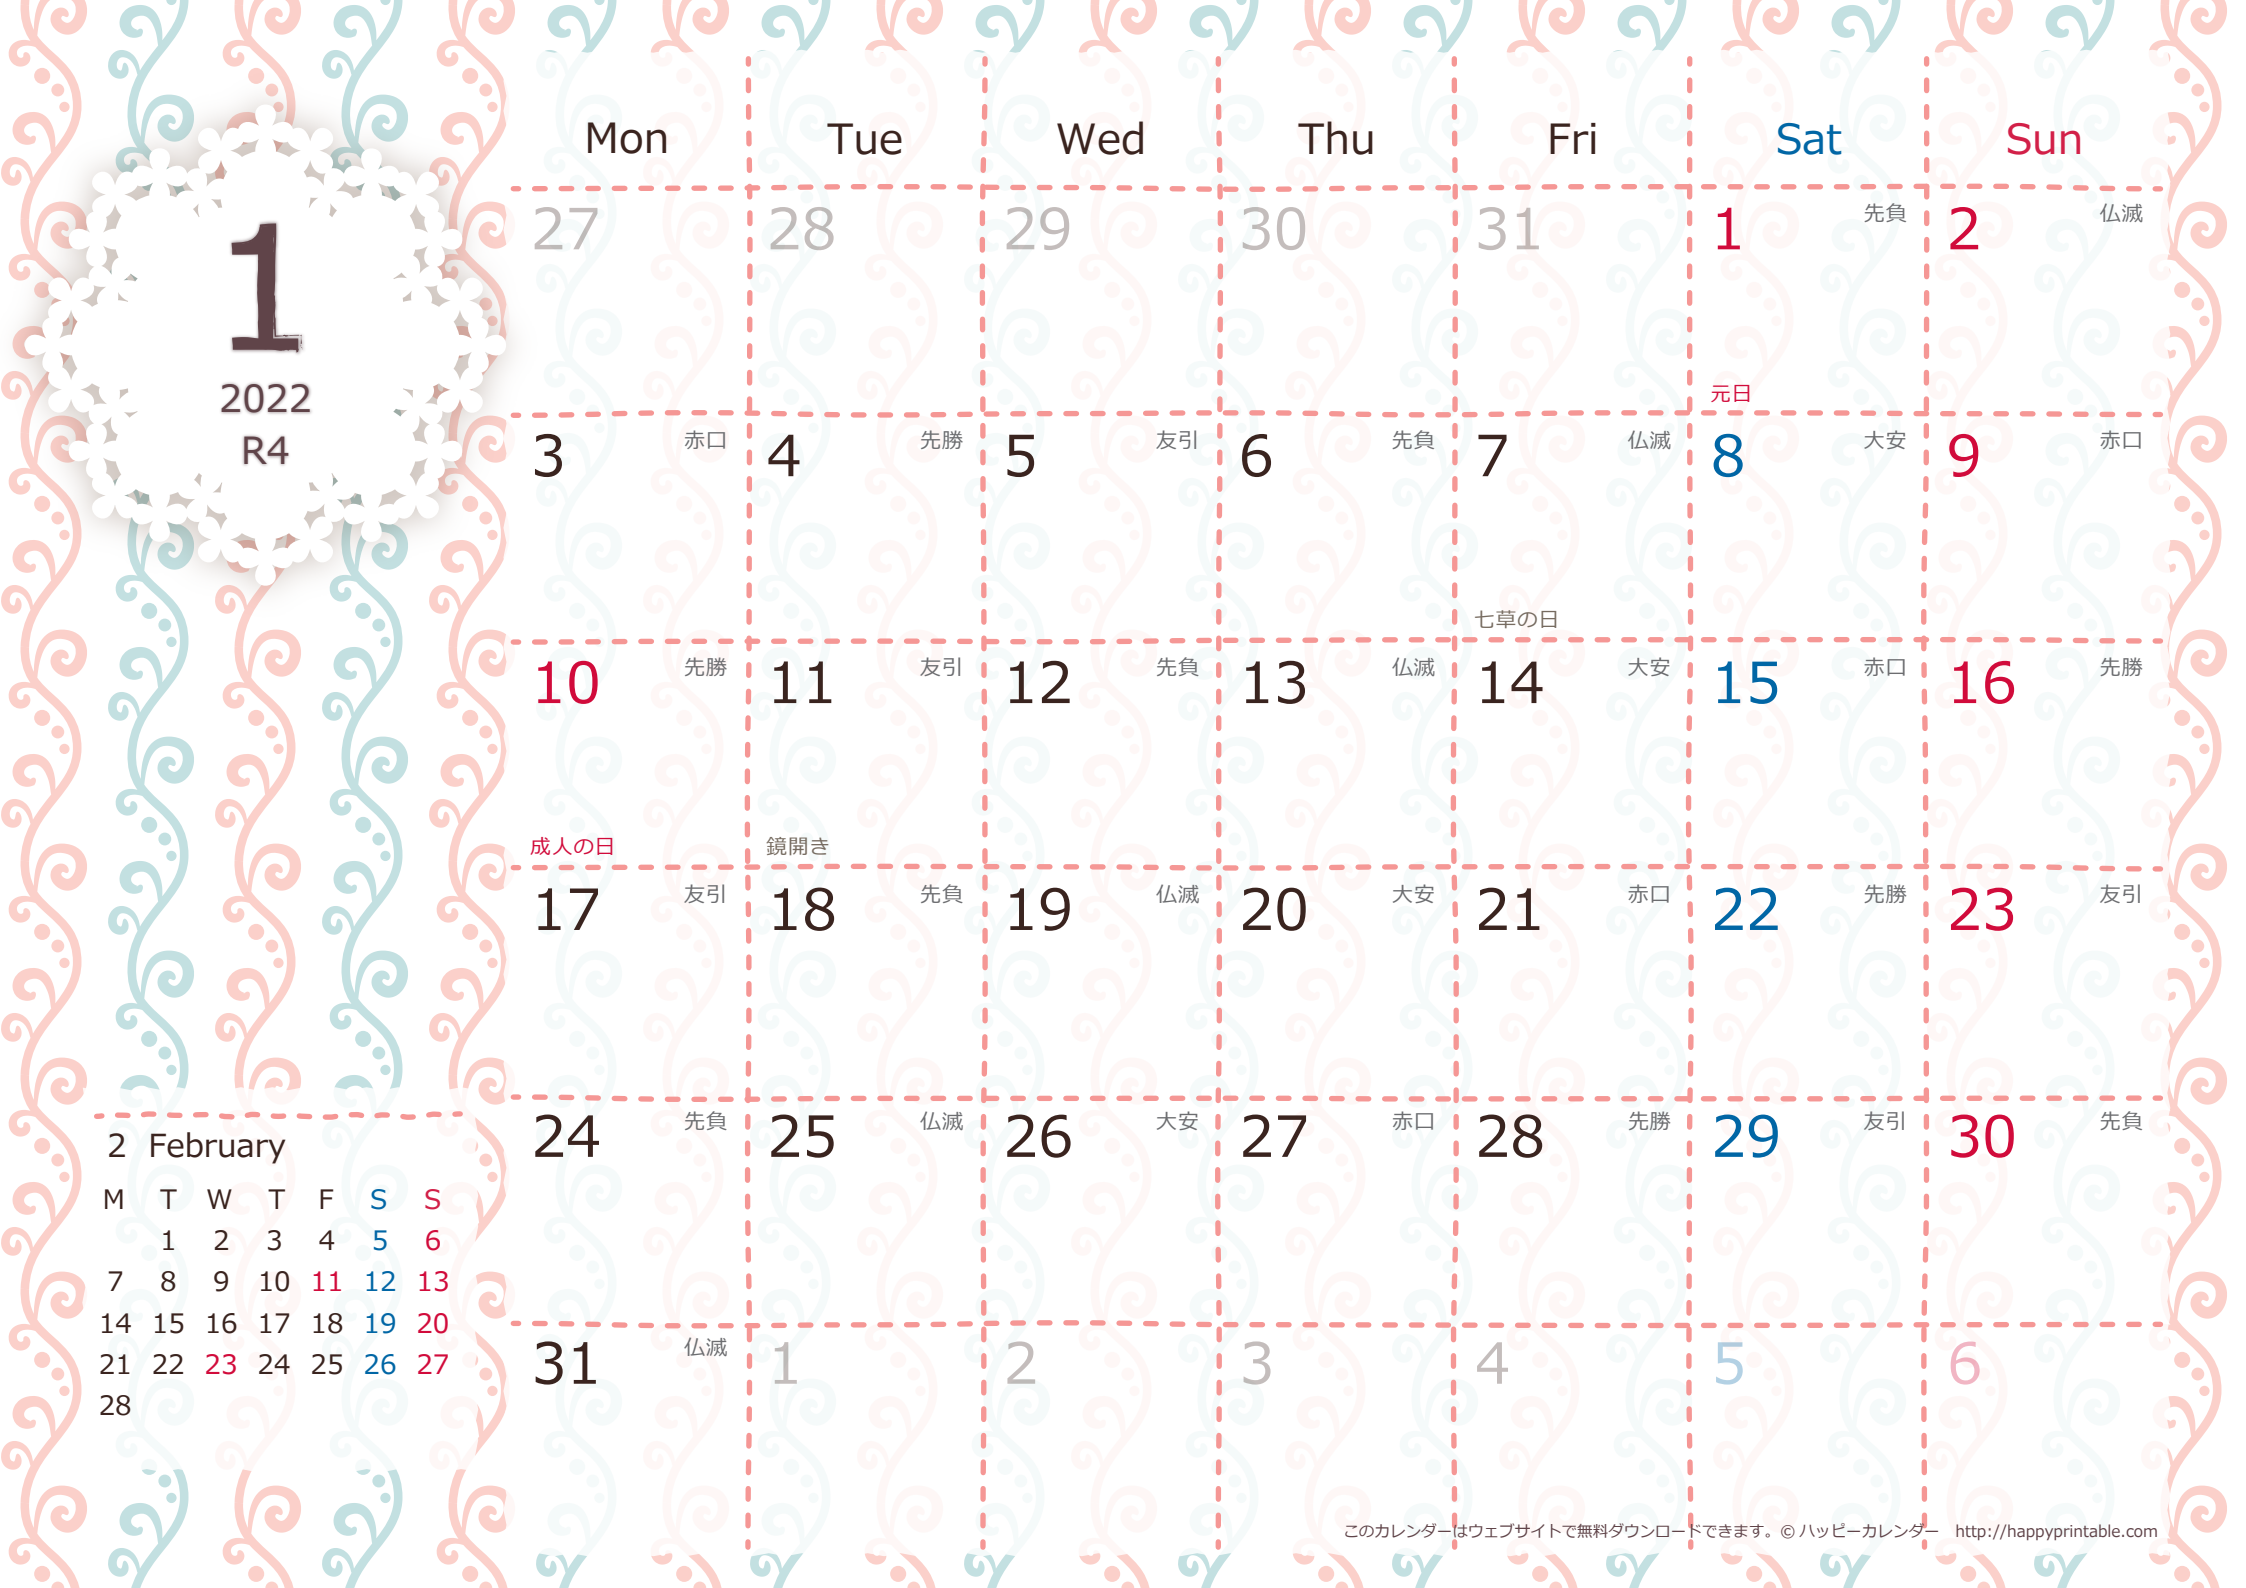 1
2022
R4
Mon Tue Wed Thu Fri Sat Sun
27 28 29 30 31 1 先負 2 仏滅
元日
3 赤口 4 先勝 5 友引 6 先負 7 仏滅 8 大安 9 赤口
七草の日
10 先勝 11 友引 12 先負 13 仏滅 14 大安 15 赤口 16 先勝
成人の日 鏡開き
17 友引 18 先負 19 仏滅 20 大安 21 赤口 22 先勝 23 友引
24 先負 25 仏滅 26 大安 27 赤口 28 先勝 29 友引 30 先負
31 仏滅 1 2 3 4 5 6
2 February
M T W T F S S
1 2 3 4 5 6
7 8 9 10 11 12 13
14 15 16 17 18 19 20
21 22 23 24 25 26 27
28
このカレンダーはウェブサイトで無料ダウンロードできます。© ハッピーカレンダー http://happyprintable.com